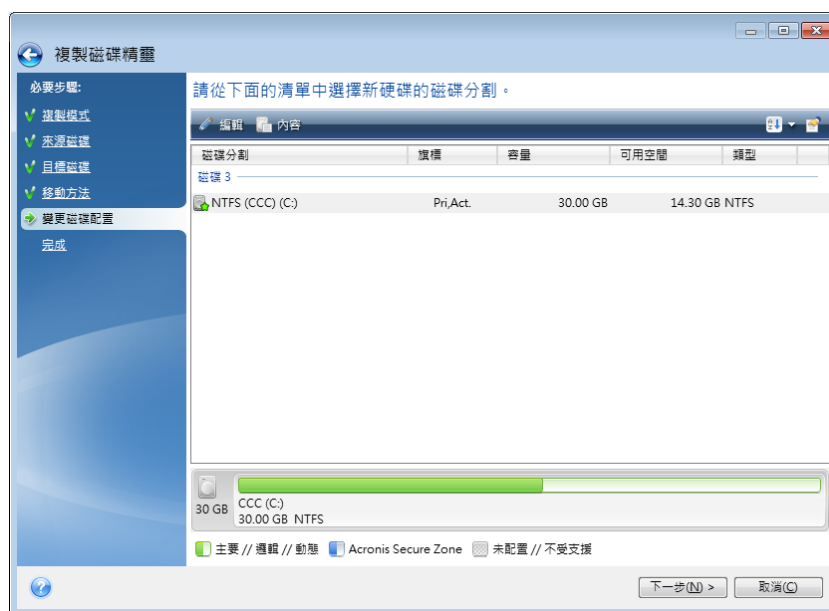 複製磁碟精靈
必要步驟:
複製模式
來源磁碟
目標磁碟
移動方法
變更磁碟配置
完成
請從下面的清單中選擇新硬碟的磁碟分割。
編輯 內容
磁碟分割 旗標 容量 可用空間 類型
磁碟 3
NTFS (CCC) (C:) Pri,Act. 30.00 GB 14.30 GB NTFS
30 GB
CCC (C:)
30.00 GB NTFS
主要 // 邏輯 // 動態 Acronis Secure Zone 未配置 // 不受支援
下一步(N) > 取消(C)